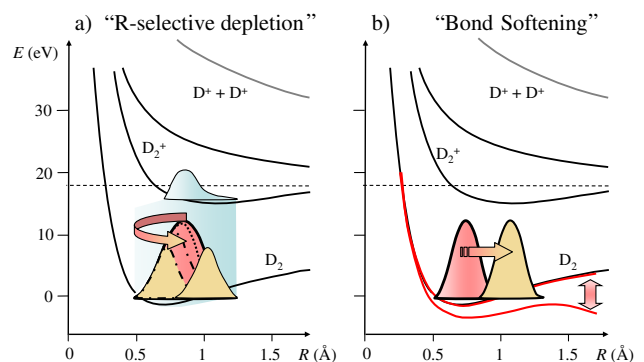 a) “R-selective depletion”
b) “Bond Softening”
E (eV)
D⁺ + D⁺
D₂⁺
D₂
30
20
10
0
0
0.5
1
1.5
R (Å)
D⁺ + D⁺
D₂⁺
D₂
0
0.5
1
1.5
R (Å)